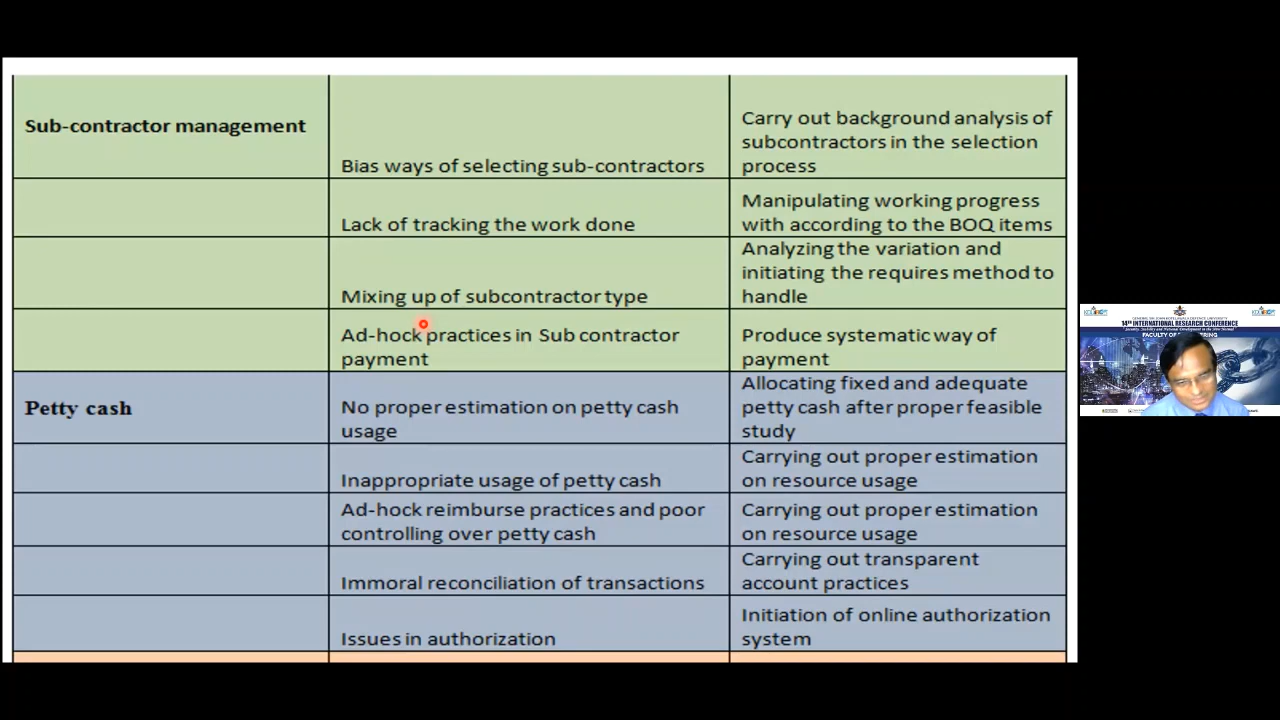 Sub-contractor management
Bias ways of selecting sub-contractors
Carry out background analysis of
subcontractors in the selection
process
Lack of tracking the work done
Manipulating working progress
with according to the BOQ items
Mixing up of subcontractor type
Analyzing the variation and
initiating the requires method to
handle
Ad-hock practices in Sub contractor
payment
Produce systematic way of
payment
Petty cash
No proper estimation on petty cash
usage
Allocating fixed and adequate
petty cash after proper feasible
study
Inappropriate usage of petty cash
Carrying out proper estimation
on resource usage
Ad-hock reimburse practices and poor
controlling over petty cash
Carrying out proper estimation
on resource usage
Immoral reconciliation of transactions
Carrying out transparent
account practices
Issues in authorization
Initiation of online authorization
system
14th INTERNATIONAL RESEARCH CONFERENCE